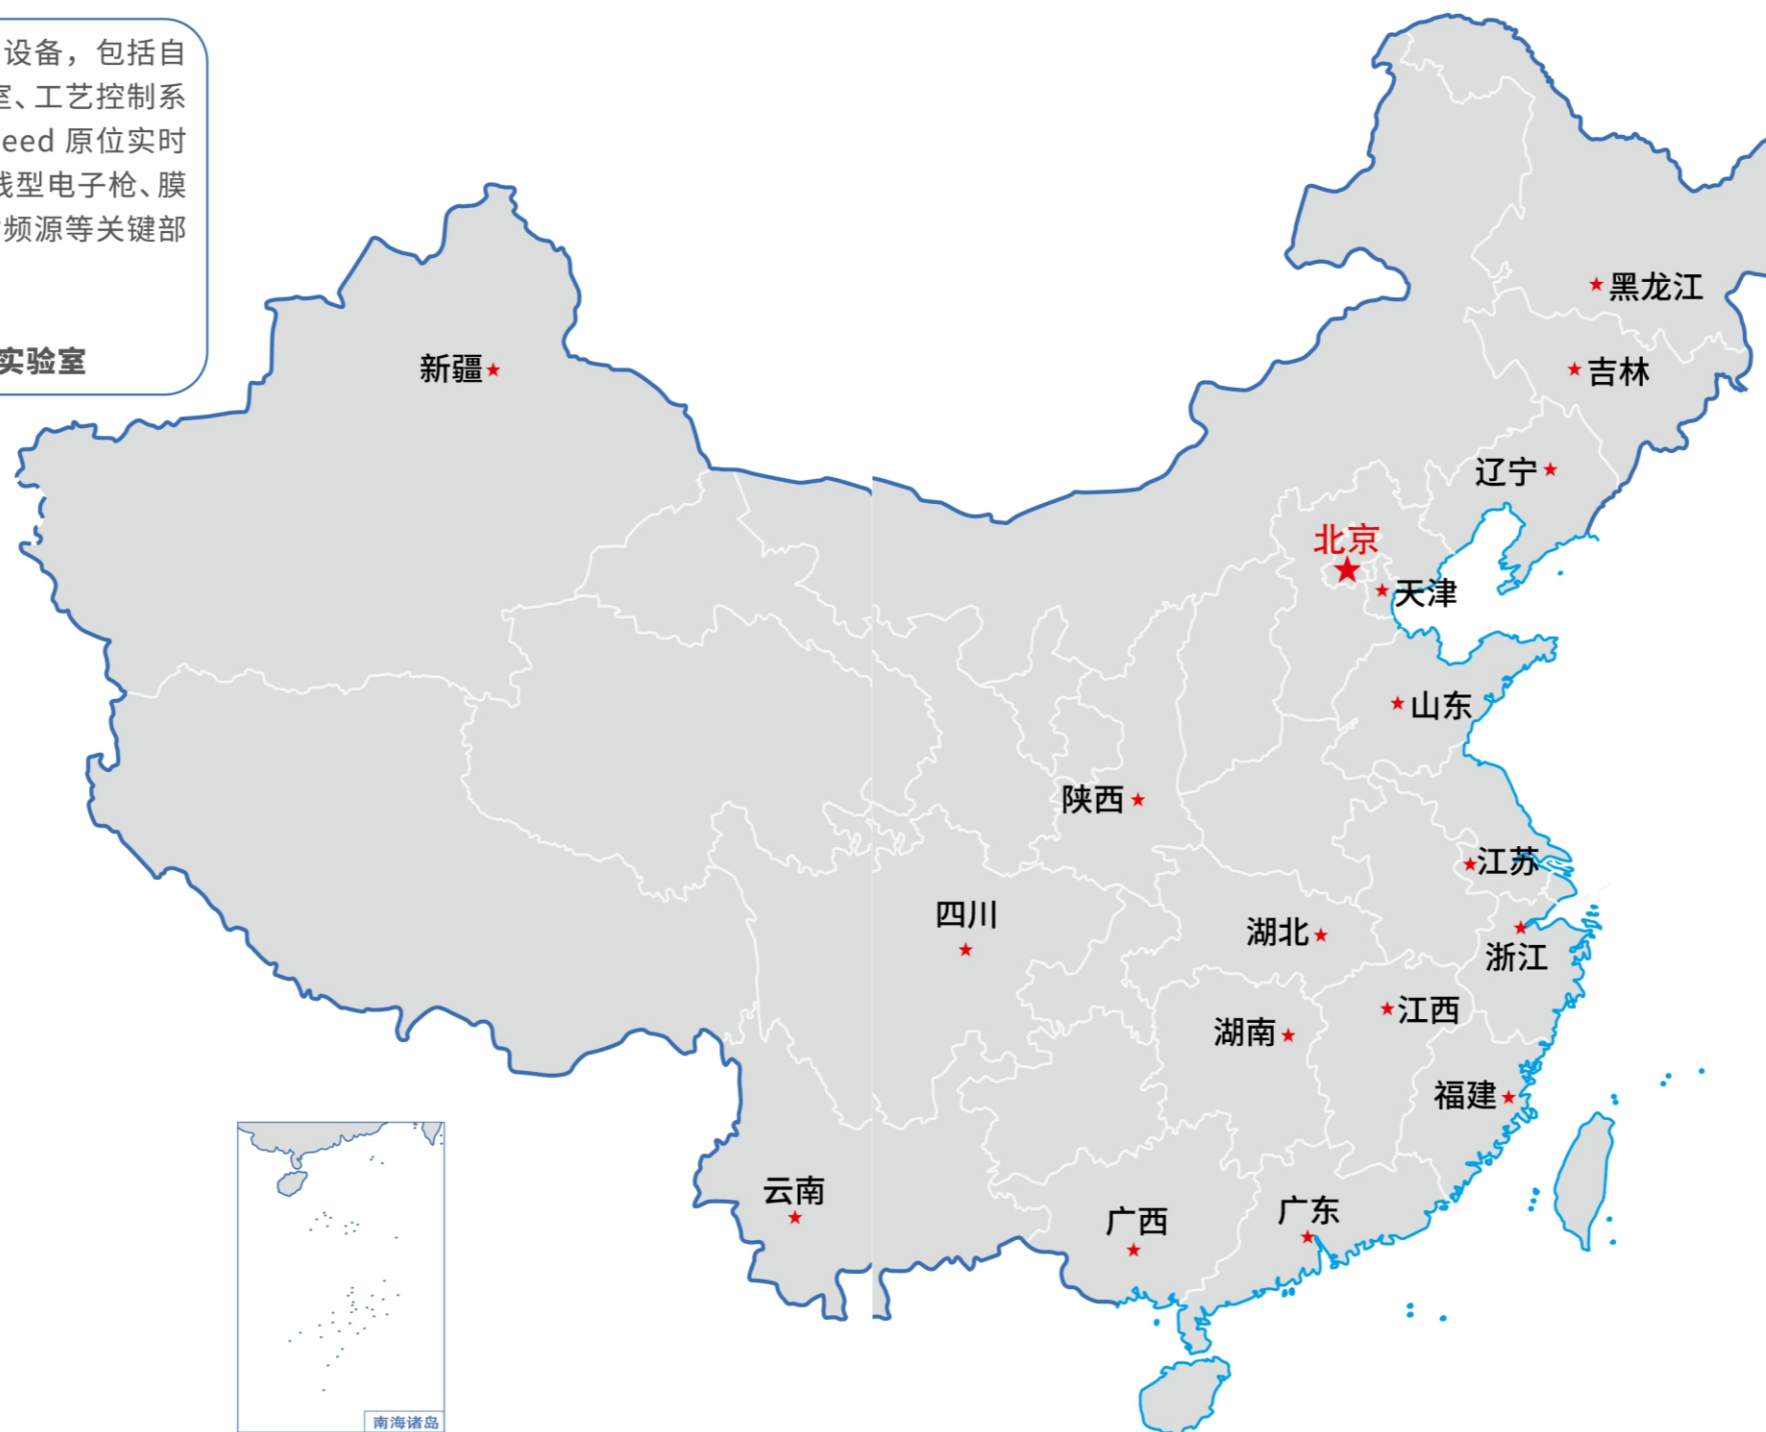 设备，包括自
室、工艺控制系
eed 原位实时
线型电子枪、膜
频源等关键部
实验室
黑龙江
新疆
吉林
辽宁
北京
天津
山东
陕西
江苏
四川
湖北
浙江
江西
湖南
福建
云南
广东
广西
南海诸岛